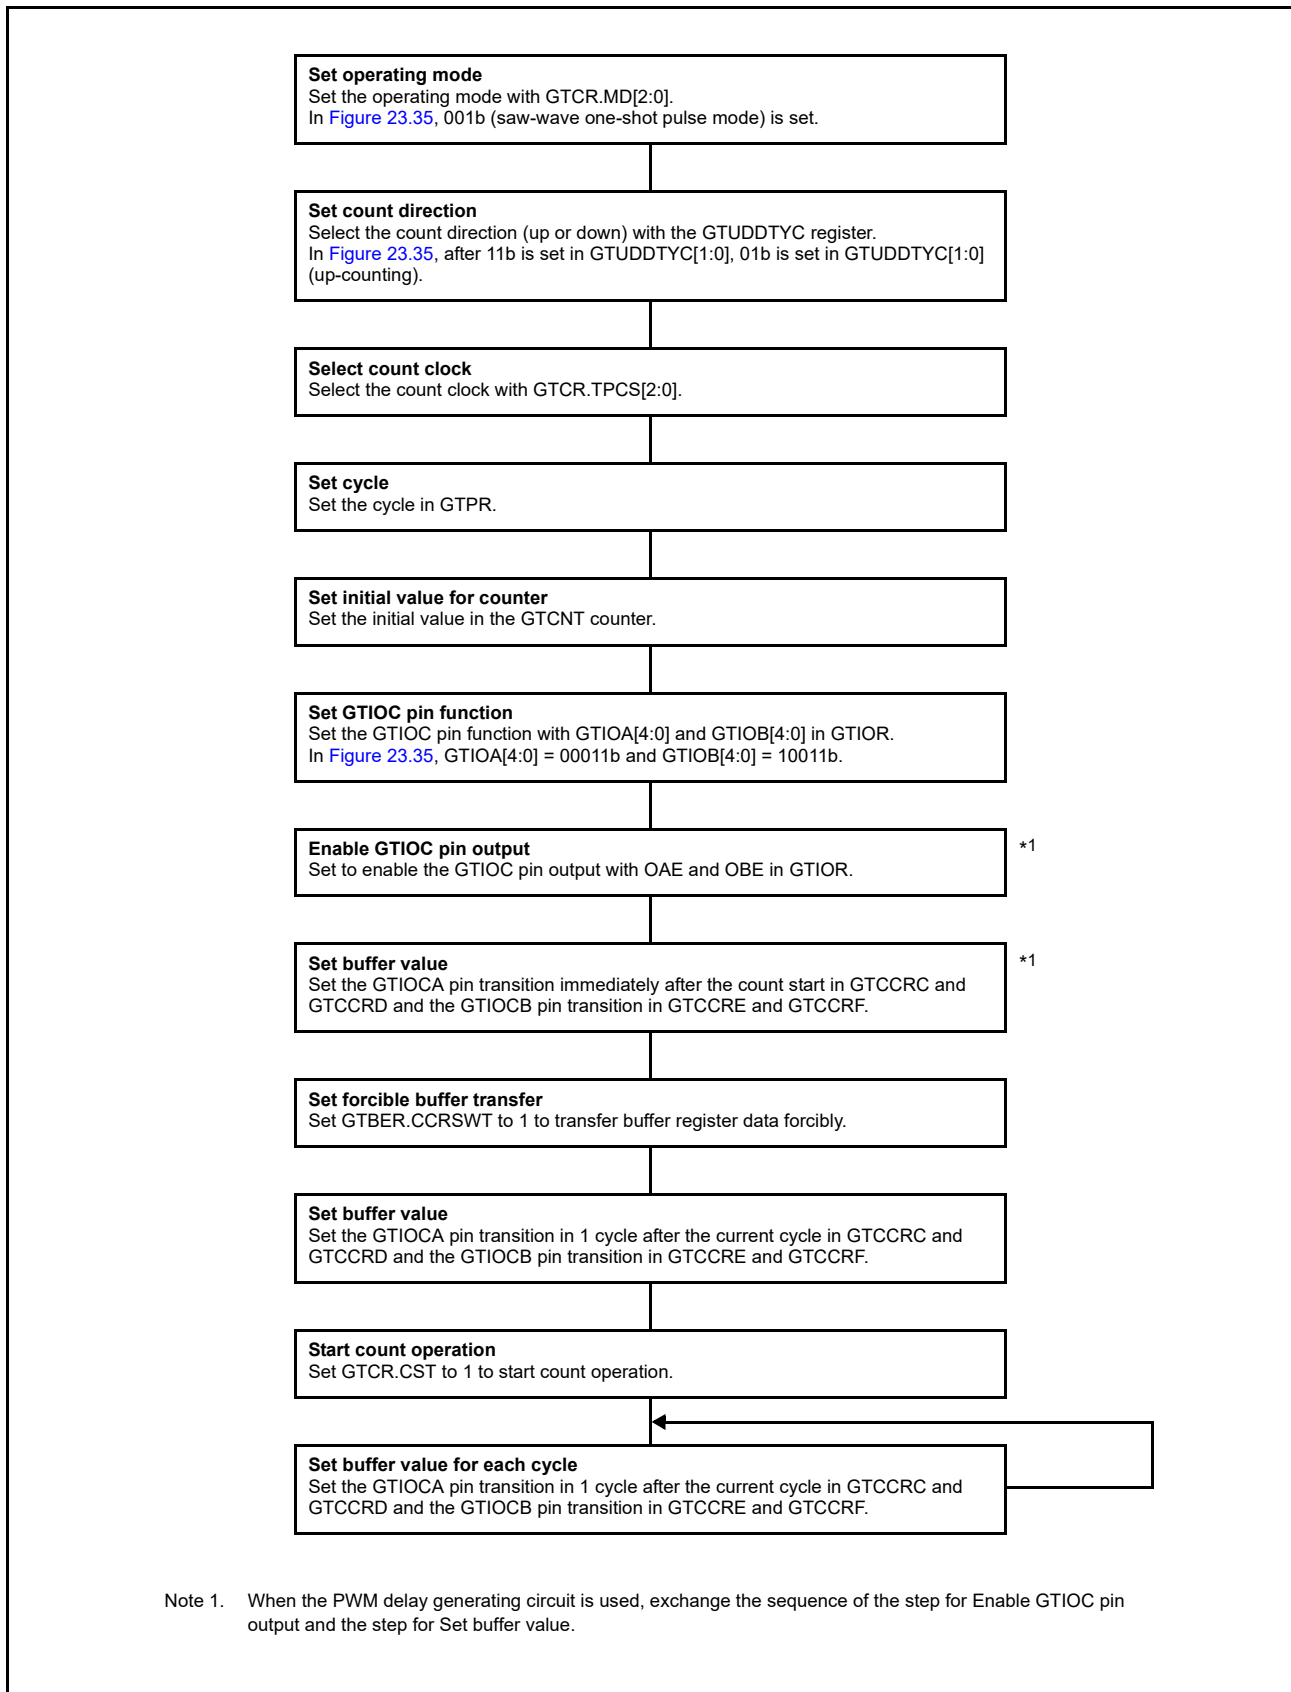 Set operating mode
Set the operating mode with GTCR.MD[2:0].
In Figure 23.35, 001b (saw-wave one-shot pulse mode) is set.
Set count direction
Select the count direction (up or down) with the GTUDDTYC register.
In Figure 23.35, after 11b is set in GTUDDTYC[1:0], 01b is set in GTUDDTYC[1:0]
(up-counting).
Select count clock
Select the count clock with GTCR.TPCS[2:0].
Set cycle
Set the cycle in GTPR.
Set initial value for counter
Set the initial value in the GTCNT counter.
Set GTIOC pin function
Set the GTIOC pin function with GTIOA[4:0] and GTIOB[4:0] in GTIOR.
In Figure 23.35, GTIOA[4:0] = 00011b and GTIOB[4:0] = 10011b.
Enable GTIOC pin output
Set to enable the GTIOC pin output with OAE and OBE in GTIOR.
*1
Set buffer value
Set the GTIOCA pin transition immediately after the count start in GTCCRC and
GTCCRD and the GTIOCB pin transition in GTCCRE and GTCCRF.
*1
Set forcible buffer transfer
Set GTBER.CCRSWT to 1 to transfer buffer register data forcibly.
Set buffer value
Set the GTIOCA pin transition in 1 cycle after the current cycle in GTCCRC and
GTCCRD and the GTIOCB pin transition in GTCCRE and GTCCRF.
Start count operation
Set GTCR.CST to 1 to start count operation.
Set buffer value for each cycle
Set the GTIOCA pin transition in 1 cycle after the current cycle in GTCCRC and
GTCCRD and the GTIOCB pin transition in GTCCRE and GTCCRF.
Note 1. When the PWM delay generating circuit is used, exchange the sequence of the step for Enable GTIOC pin
output and the step for Set buffer value.